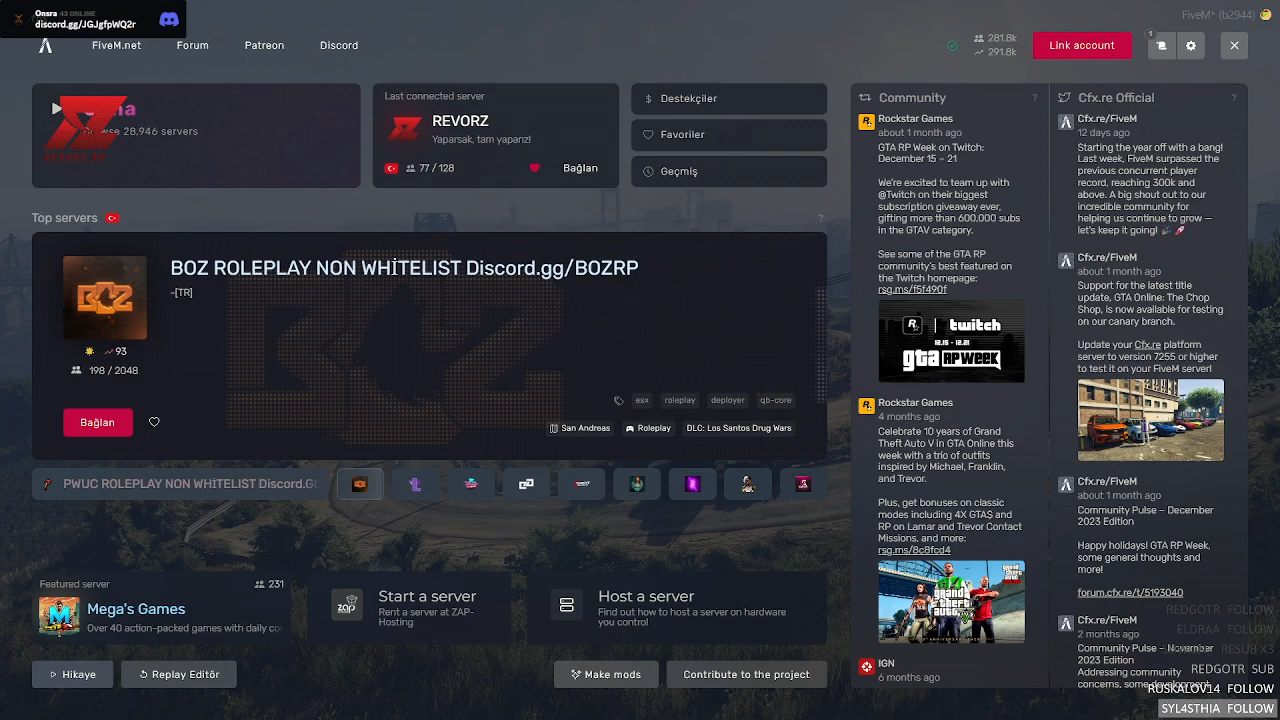 Onsra 43 ONLINE
discord.gg/JGJgfpWQ2r
FiveM* (b2944)
FiveM.net
Forum
Patreon
Discord
281.8k
291.8k
Link account
1
28.946 servers
Last connected server
REVORZ
Yaparsak, tam yaparız!
77 / 128
Bağlan
$ Destekçiler
Favoriler
Geçmiş
Top servers
?
BOZ
BOZ ROLEPLAY NON WHİTELIST Discord.gg/BOZRP
-[TR]
93
198 / 2048
Bağlan
esx
roleplay
deployer
qb-core
San Andreas
Roleplay
DLC: Los Santos Drug Wars
PWUC ROLEPLAY NON WHİTELIST Discord.GG
Featured server
231
Mega's Games
Over 40 action-packed games with daily co
Start a server
Rent a server at ZAP-
Hosting
ZAP
Host a server
Find out how to host a server on hardware
you control
Hikaye
Replay Editör
Make mods
Contribute to the project
Community
?
Rockstar Games
about 1 month ago
GTA RP Week on Twitch:
December 15 – 21
We're excited to team up with
@Twitch on their biggest
subscription giveaway ever,
gifting more than 600,000 subs
in the GTAV category.
See some of the GTA RP
community's best featured on
the Twitch homepage:
rsg.ms/f5f490f
twitch
12.15 - 12.21
gta RP WEEK
Rockstar Games
4 months ago
Celebrate 10 years of Grand
Theft Auto V in GTA Online this
week with a trio of outfits
inspired by Michael, Franklin,
and Trevor.
Plus, get bonuses on classic
modes including 4X GTA$ and
RP on Lamar and Trevor Contact
Missions, and more:
rsg.ms/8c8fcd4
grand
theft
auto
IGN
6 months ago
Cfx.re Official
?
Cfx.re/FiveM
12 days ago
Starting the year off with a bang!
Last week, FiveM surpassed the
previous concurrent player
record, reaching 300k and
above. A big shout out to our
incredible community for
helping us continue to grow —
let's keep it going! 🎉🚀
Cfx.re/FiveM
about 1 month ago
Support for the latest title
update, GTA Online: The Chop
Shop, is now available for testing
on our canary branch.
Update your Cfx.re platform
server to version 7255 or higher
to test it on your FiveM server!
Cfx.re/FiveM
about 1 month ago
Community Pulse – December
2023 Edition
Happy holidays! GTA RP Week,
some general thoughts and
more!
forum.cfx.re/t/5193040
Cfx.re/FiveM
2 months ago
Community Pulse – November
2023 Edition
Addressing community
concerns, some
REDGOTR FOLLOW
ELDRAA FOLLOW
RESUB X3
REDGOTR SUB
RUSKALOV14 FOLLOW
SYL4STHIA FOLLOW